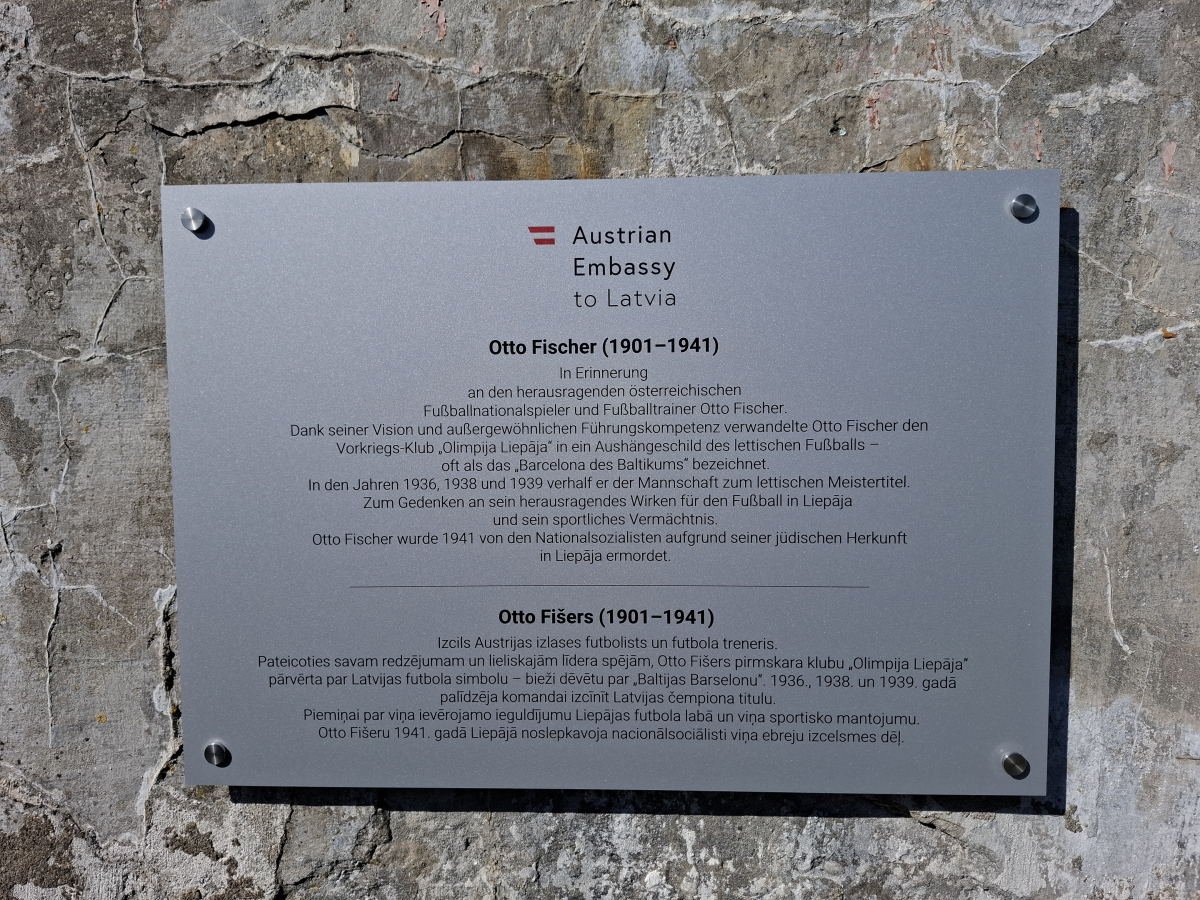 Austrian
Embassy
to Latvia
Otto Fischer (1901–1941)
In Erinnerung
an den herausragenden österreichischen
Fußballnationalspieler und Fußballtrainer Otto Fischer.
Dank seiner Vision und außergewöhnlichen Führungskompetenz verwandelte Otto Fischer den
Vorkriegs-Klub „Olimpija Liepāja“ in ein Aushängeschild des lettischen Fußballs –
oft als das „Barcelona des Baltikums“ bezeichnet.
In den Jahren 1936, 1938 und 1939 verhalf er der Mannschaft zum lettischen Meistertitel.
Zum Gedenken an sein herausragendes Wirken für den Fußball in Liepāja
und sein sportliches Vermächtnis.
Otto Fischer wurde 1941 von den Nationalsozialisten aufgrund seiner jüdischen Herkunft
in Liepāja ermordet.
Otto Fišers (1901–1941)
Izcils Austrijas izlases futbolists un futbola treneris.
Pateicoties savam redzējumam un lieliskajām līdera spējām, Otto Fišers pirmskara klubu „Olimpija Liepāja”
pārvērta par Latvijas futbola simbolu – bieži dēvētu par „Baltijas Barselonu”. 1936., 1938. un 1939. gadā
palīdzēja komandai izcīnīt Latvijas čempiona titulu.
Piemiņai par viņa ievērojamo ieguldījumu Liepājas futbola labā un viņa sportisko mantojumu.
Otto Fišeru 1941. gadā Liepājā noslepkavoja nacionālsociālisti viņa ebreju izcelsmes dēļ.